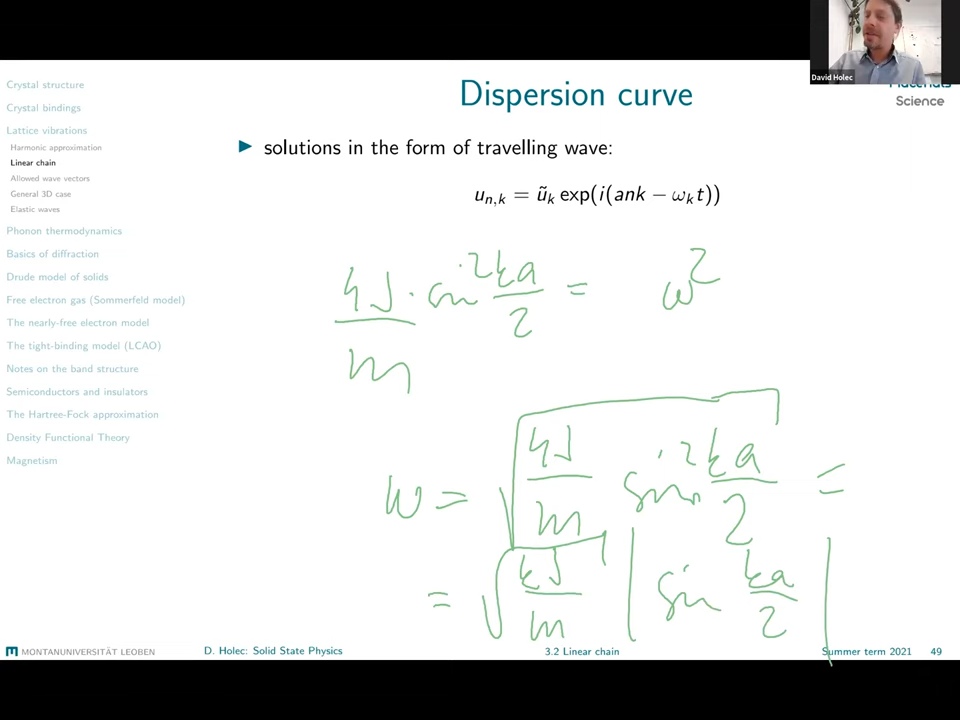 David Holec
Materials
Science
Dispersion curve
Crystal structure
Crystal bindings
Lattice vibrations
Harmonic approximation
Linear chain
Allowed wave vectors
General 3D case
Elastic waves
Phonon thermodynamics
Basics of diffraction
Drude model of solids
Free electron gas (Sommerfeld model)
The nearly-free electron model
The tight-binding model (LCAO)
Notes on the band structure
Semiconductors and insulators
The Hartree-Fock approximation
Density Functional Theory
Magnetism
▶ solutions in the form of travelling wave:
u_{n,k} = ũ_k exp(i(ank − ω_k t))
4J/m · sin² ka/2 = ω²
ω = √(4J/m sin² ka/2) =
= √(4J/m) | sin ka/2 |
MONTANUNIVERSITÄT LEOBEN
D. Holec: Solid State Physics
3.2 Linear chain
Summer term 2021 49